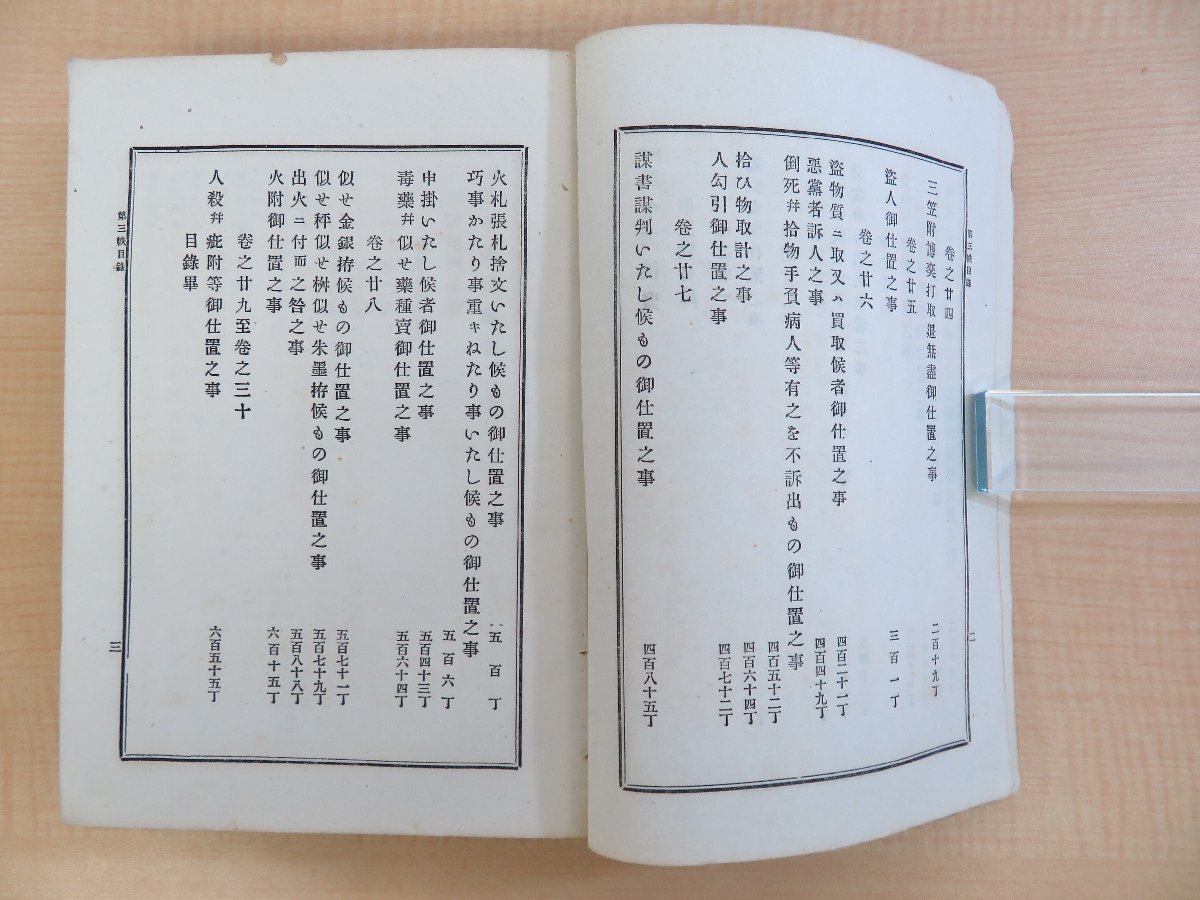 第三帙目錄
卷之廿四
三笠附博奕打取退無盡御仕置之事 二百十九丁
卷之廿五
盜人御仕置之事 三百一丁
卷之廿六
盜物質ニ取又ハ買取候者御仕置之事 四百二十一丁
惡黨者訴人之事 四百四十九丁
倒死幷拾物手負病人等有之を不訴出もの御仕置之事 四百五十二丁
拾ひ物取計之事 四百六十四丁
人勾引御仕置之事 四百七十二丁
卷之廿七
謀書謀判いたし候もの御仕置之事 四百八十五丁
二
火札張札捨文いたし候もの御仕置之事 五百丁
巧事かたり事重キねたり事いたし候もの御仕置之事 五百六丁
申掛いたし候者御仕置之事 五百四十三丁
毒藥幷似せ藥種賣御仕置之事 五百六十四丁
卷之廿八
似せ金銀拵候もの御仕置之事 五百七十一丁
似せ秤似せ桝似せ朱墨拵候もの御仕置之事 五百七十九丁
出火ニ付而之咎之事 五百八十八丁
火附御仕置之事 六百十五丁
卷之廿九至卷之三十
人殺幷疵附等御仕置之事 六百五十五丁
目錄畢
第三帙目錄
三